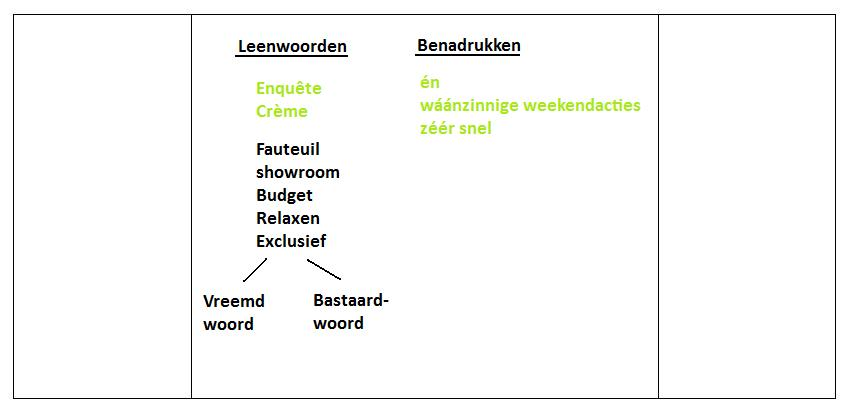 Leenwoorden
Enquête
Crème
Fauteuil
showroom
Budget
Relaxen
Exclusief
Vreemd
woord
Bastaard-
woord
Benadrukken
én
wáánzinnige weekendacties
zéér snel